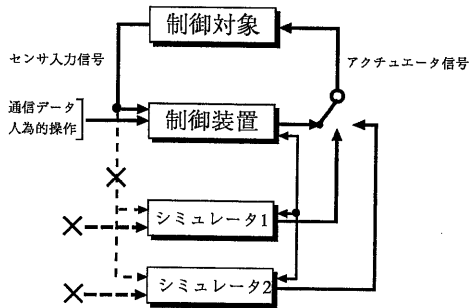 制御対象
センサ入力信号
アクチュエータ信号
通信データ
人為的操作
制御装置
シミュレータ1
シミュレータ2